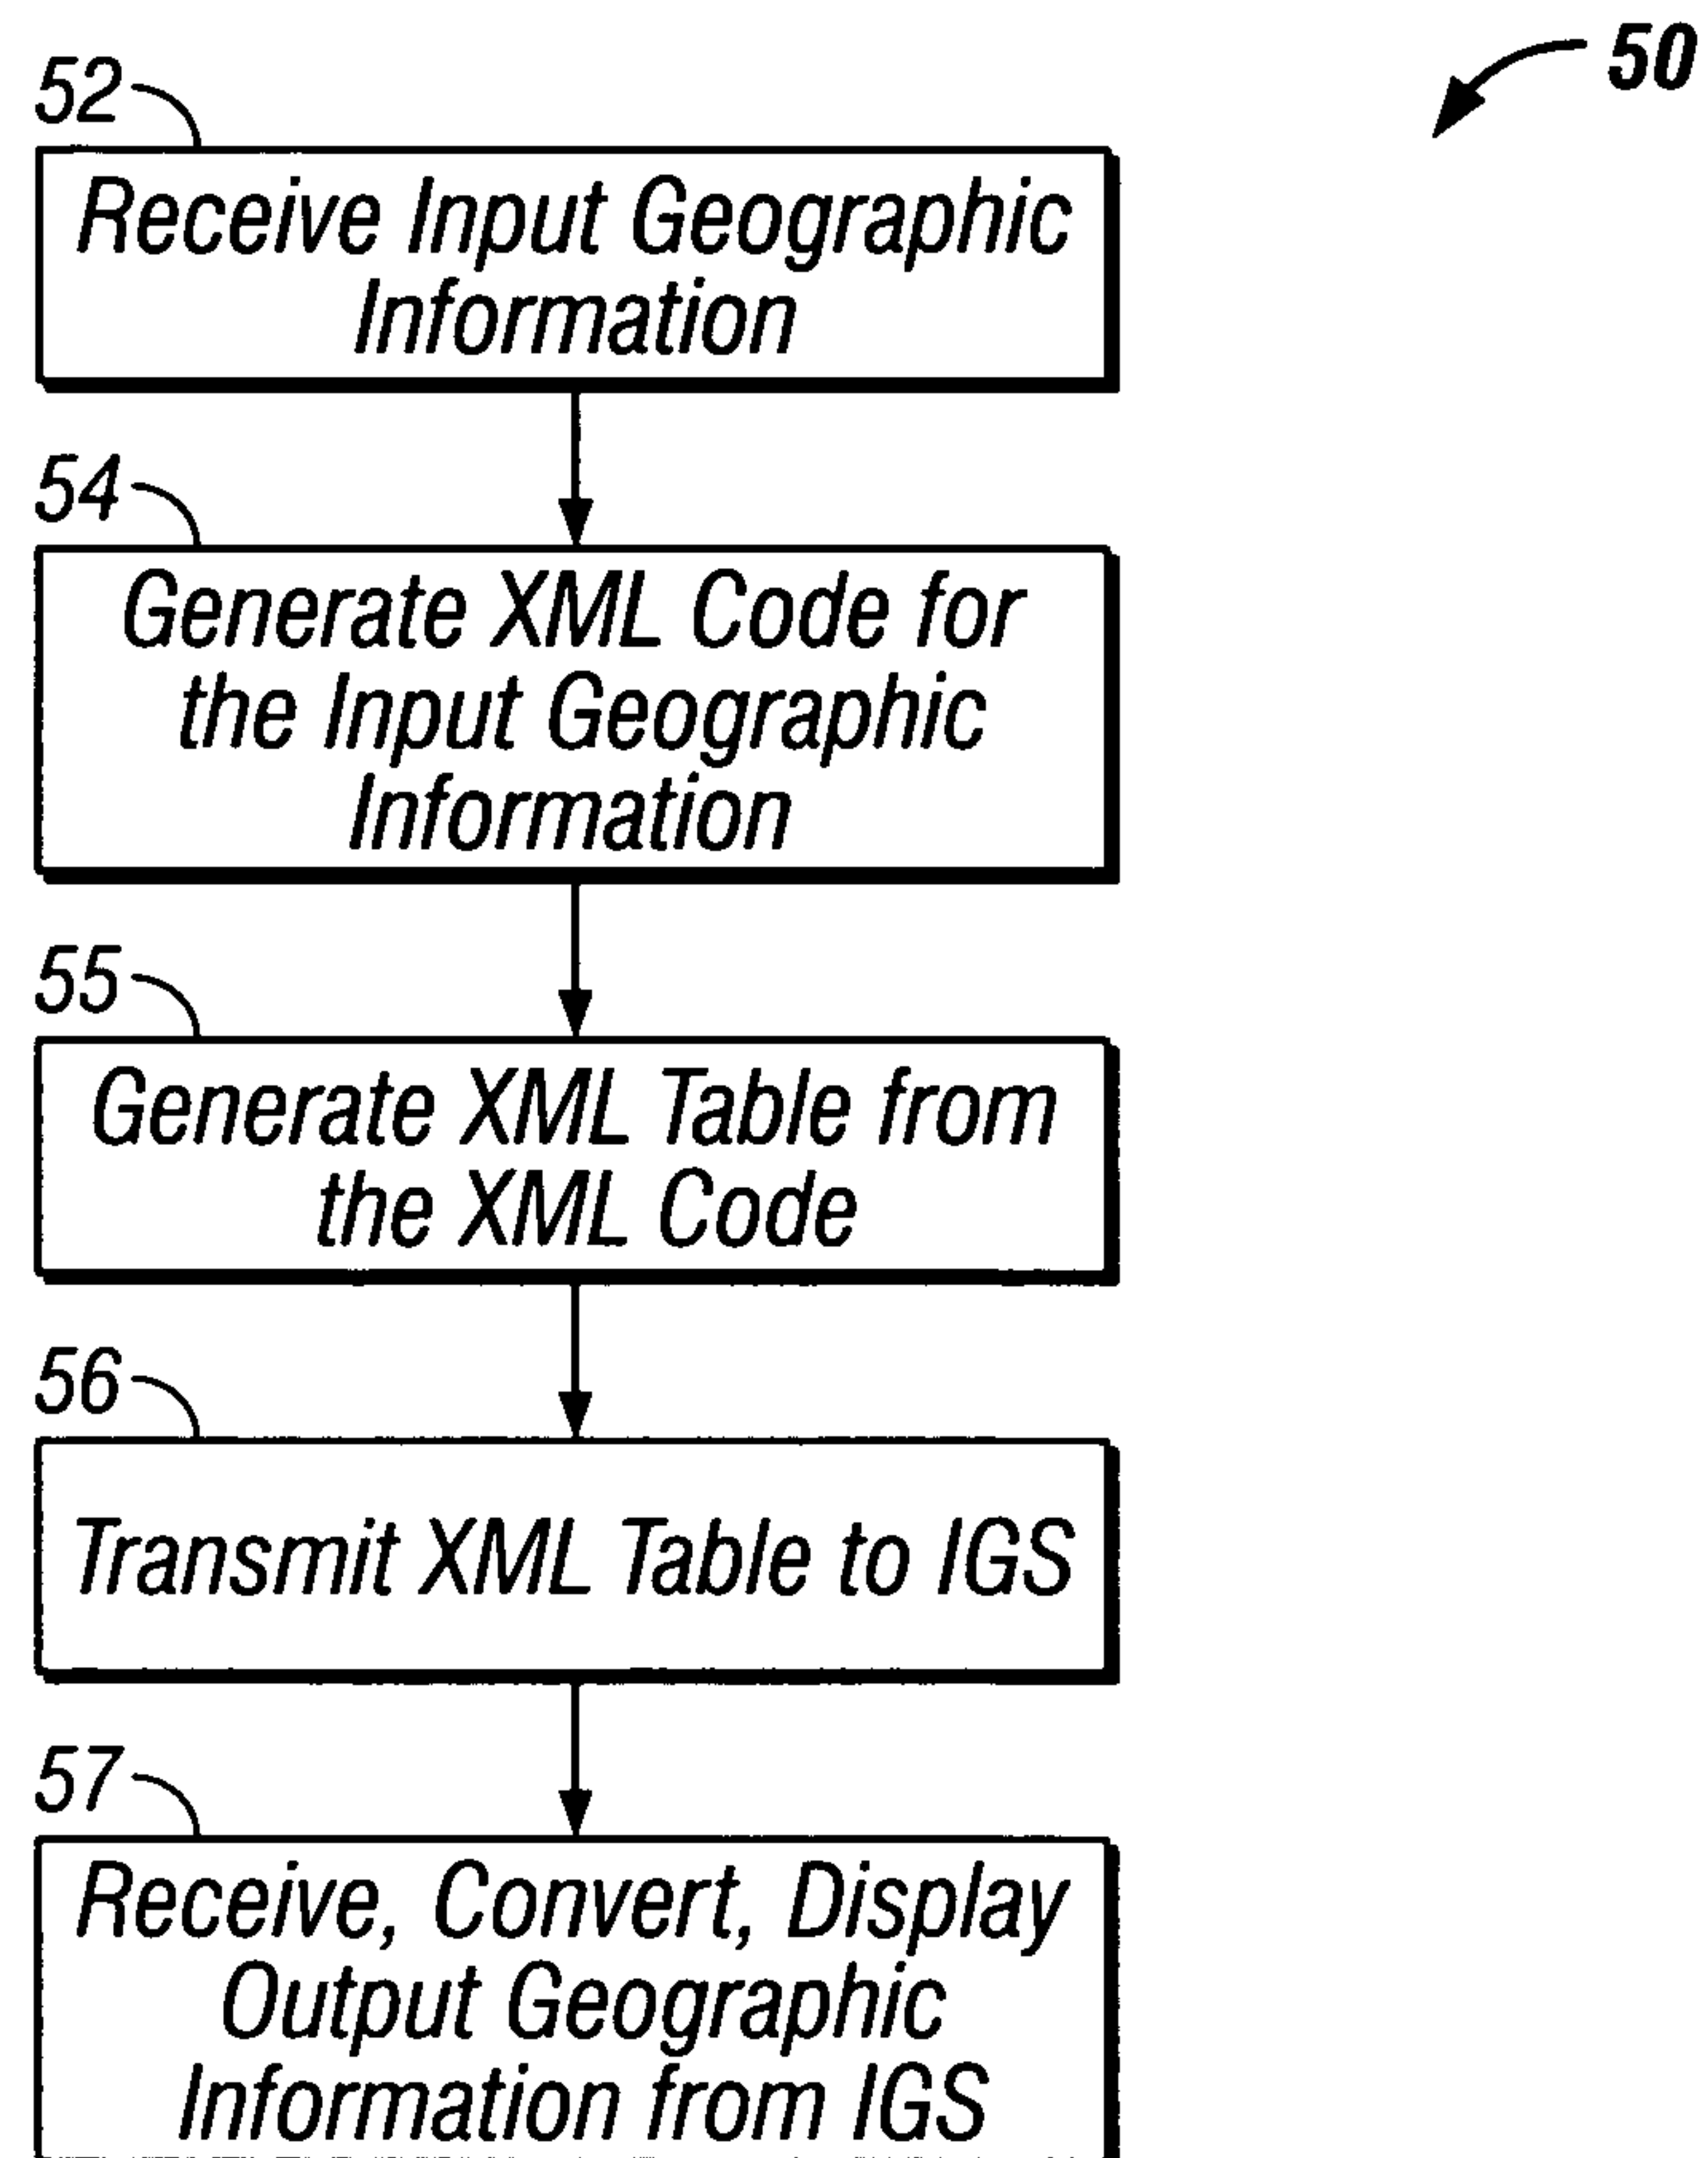 50
52
Receive Input Geographic
Information
54
Generate XML Code for
the Input Geographic
Information
55
Generate XML Table from
the XML Code
56
Transmit XML Table to IGS
57
Receive, Convert, Display
Output Geographic
Information from IGS